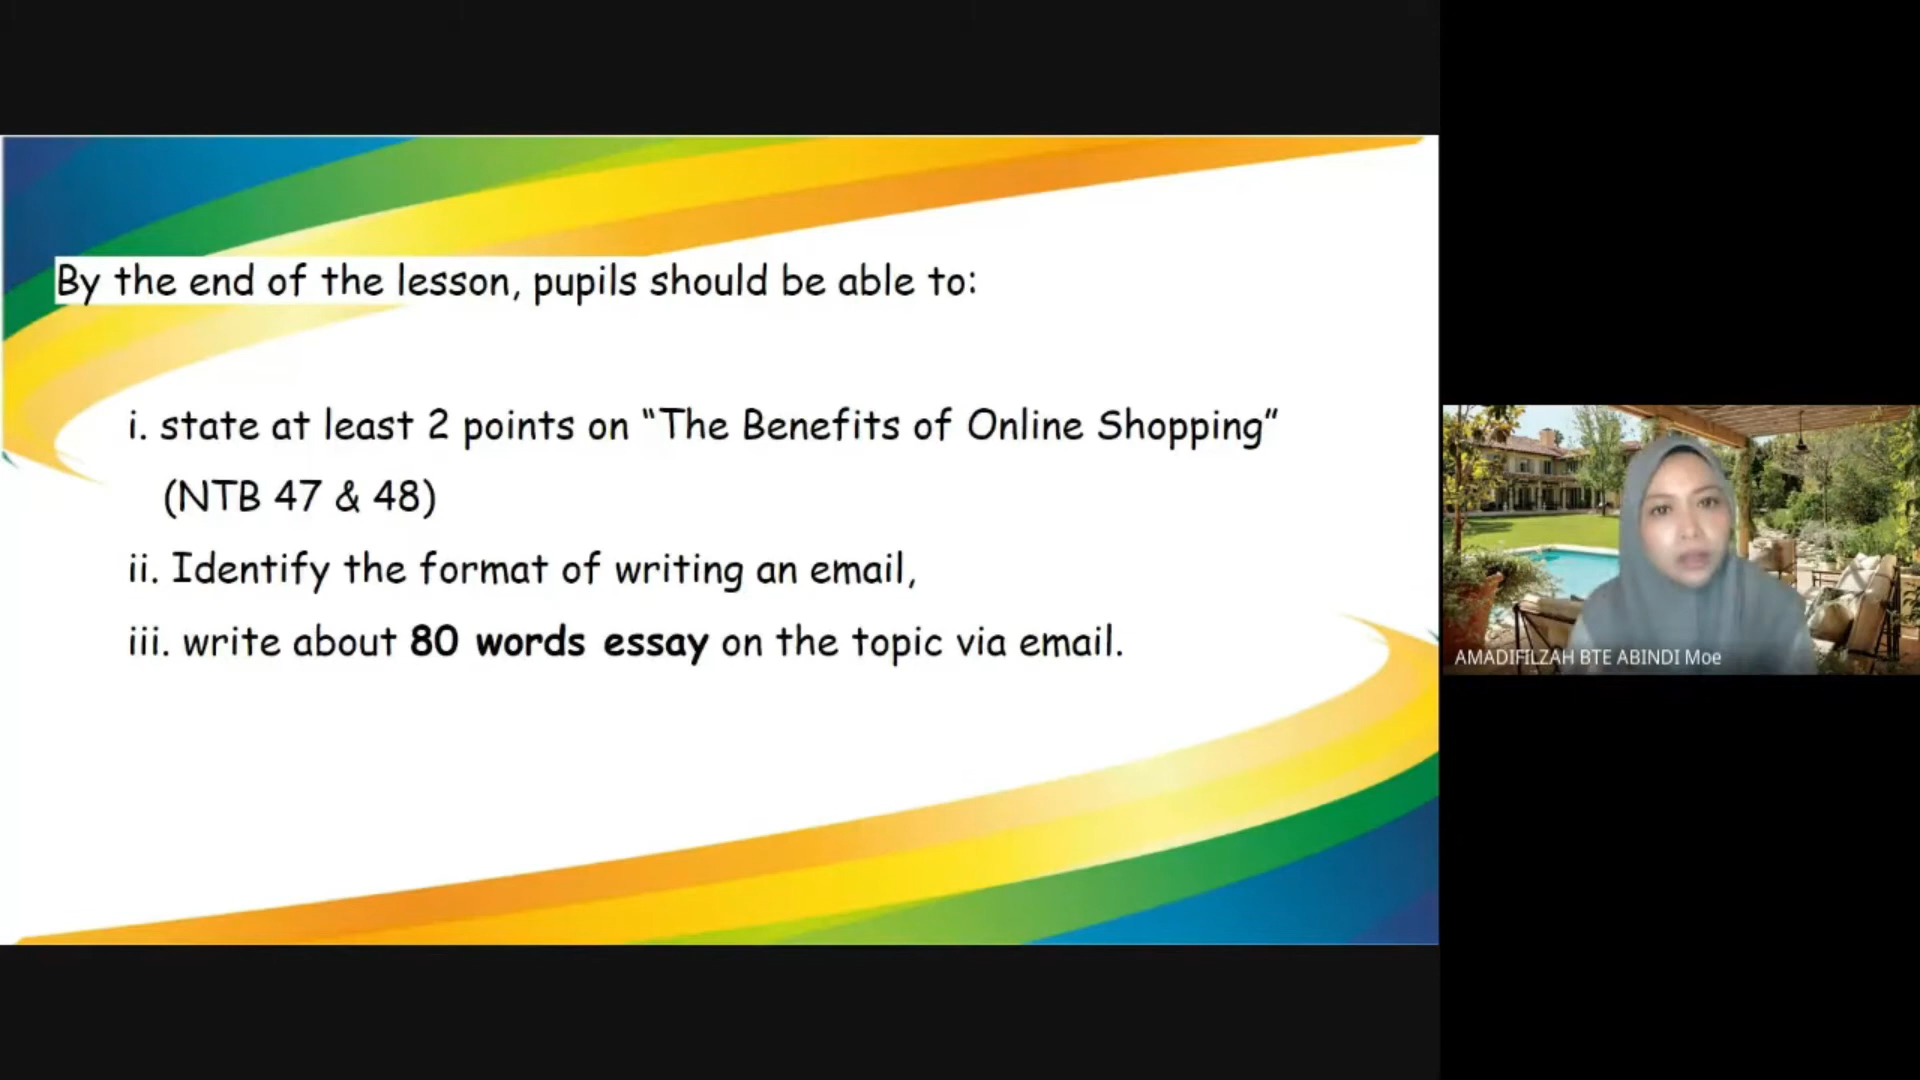 By the end of the lesson, pupils should be able to:
i. state at least 2 points on “The Benefits of Online Shopping”
(NTB 47 & 48)
ii. Identify the format of writing an email,
iii. write about 80 words essay on the topic via email.
AMADIFILZAH BTE ABINDI Moe